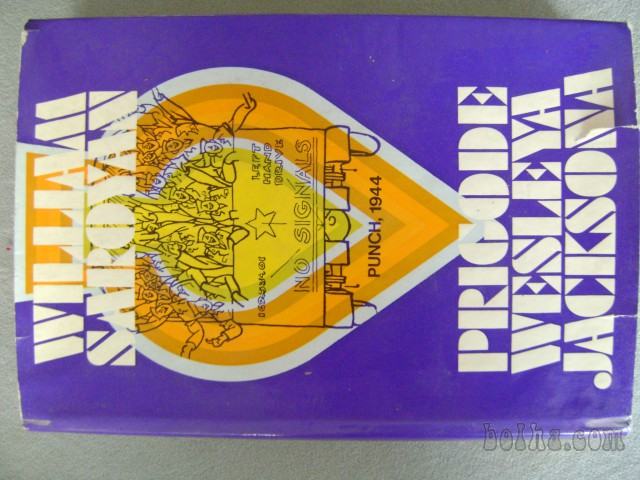 WILLIAM
SAROYAN
LEFT
HAND
DRIVE
NO SIGNALS
PUNCH, 1944
PRIGODE
WESLEYA
JACKSONA
bolha.com